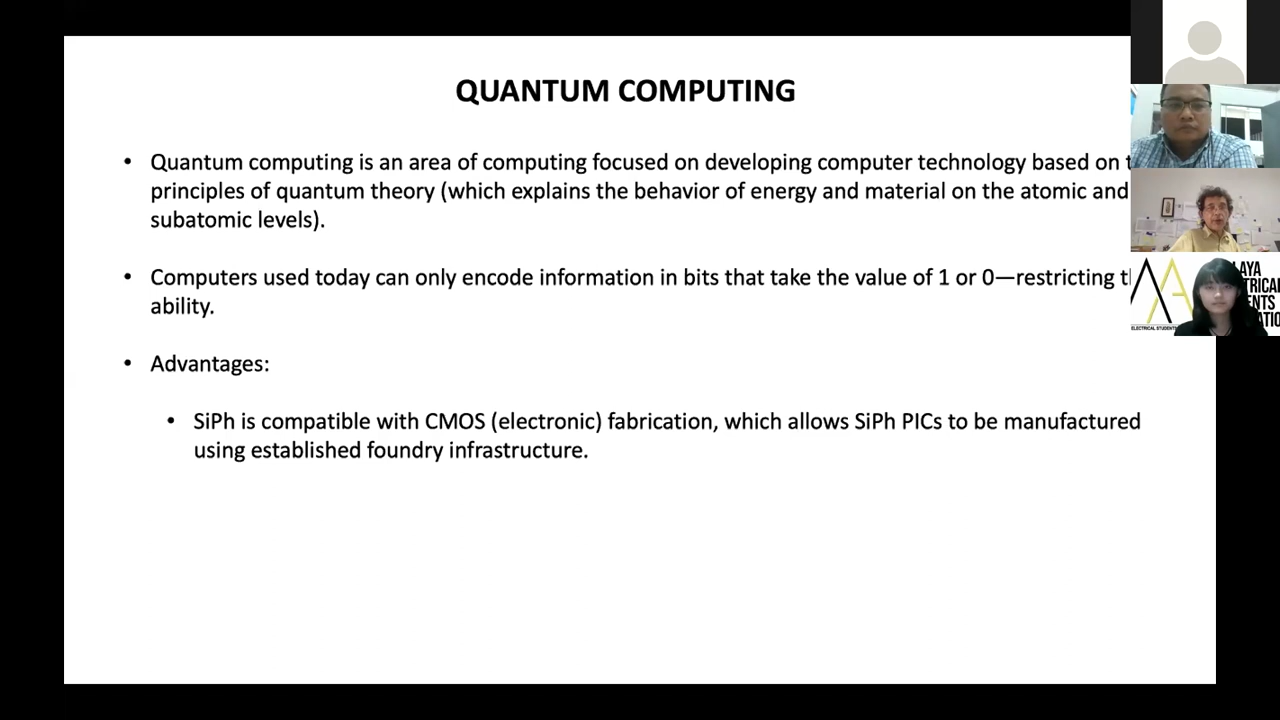 QUANTUM COMPUTING
• Quantum computing is an area of computing focused on developing computer technology based on
principles of quantum theory (which explains the behavior of energy and material on the atomic and
subatomic levels).
• Computers used today can only encode information in bits that take the value of 1 or 0—restricting
ability.
• Advantages:
• SiPh is compatible with CMOS (electronic) fabrication, which allows SiPh PICs to be manufactured
using established foundry infrastructure.
ELECTRICAL STUDENTS